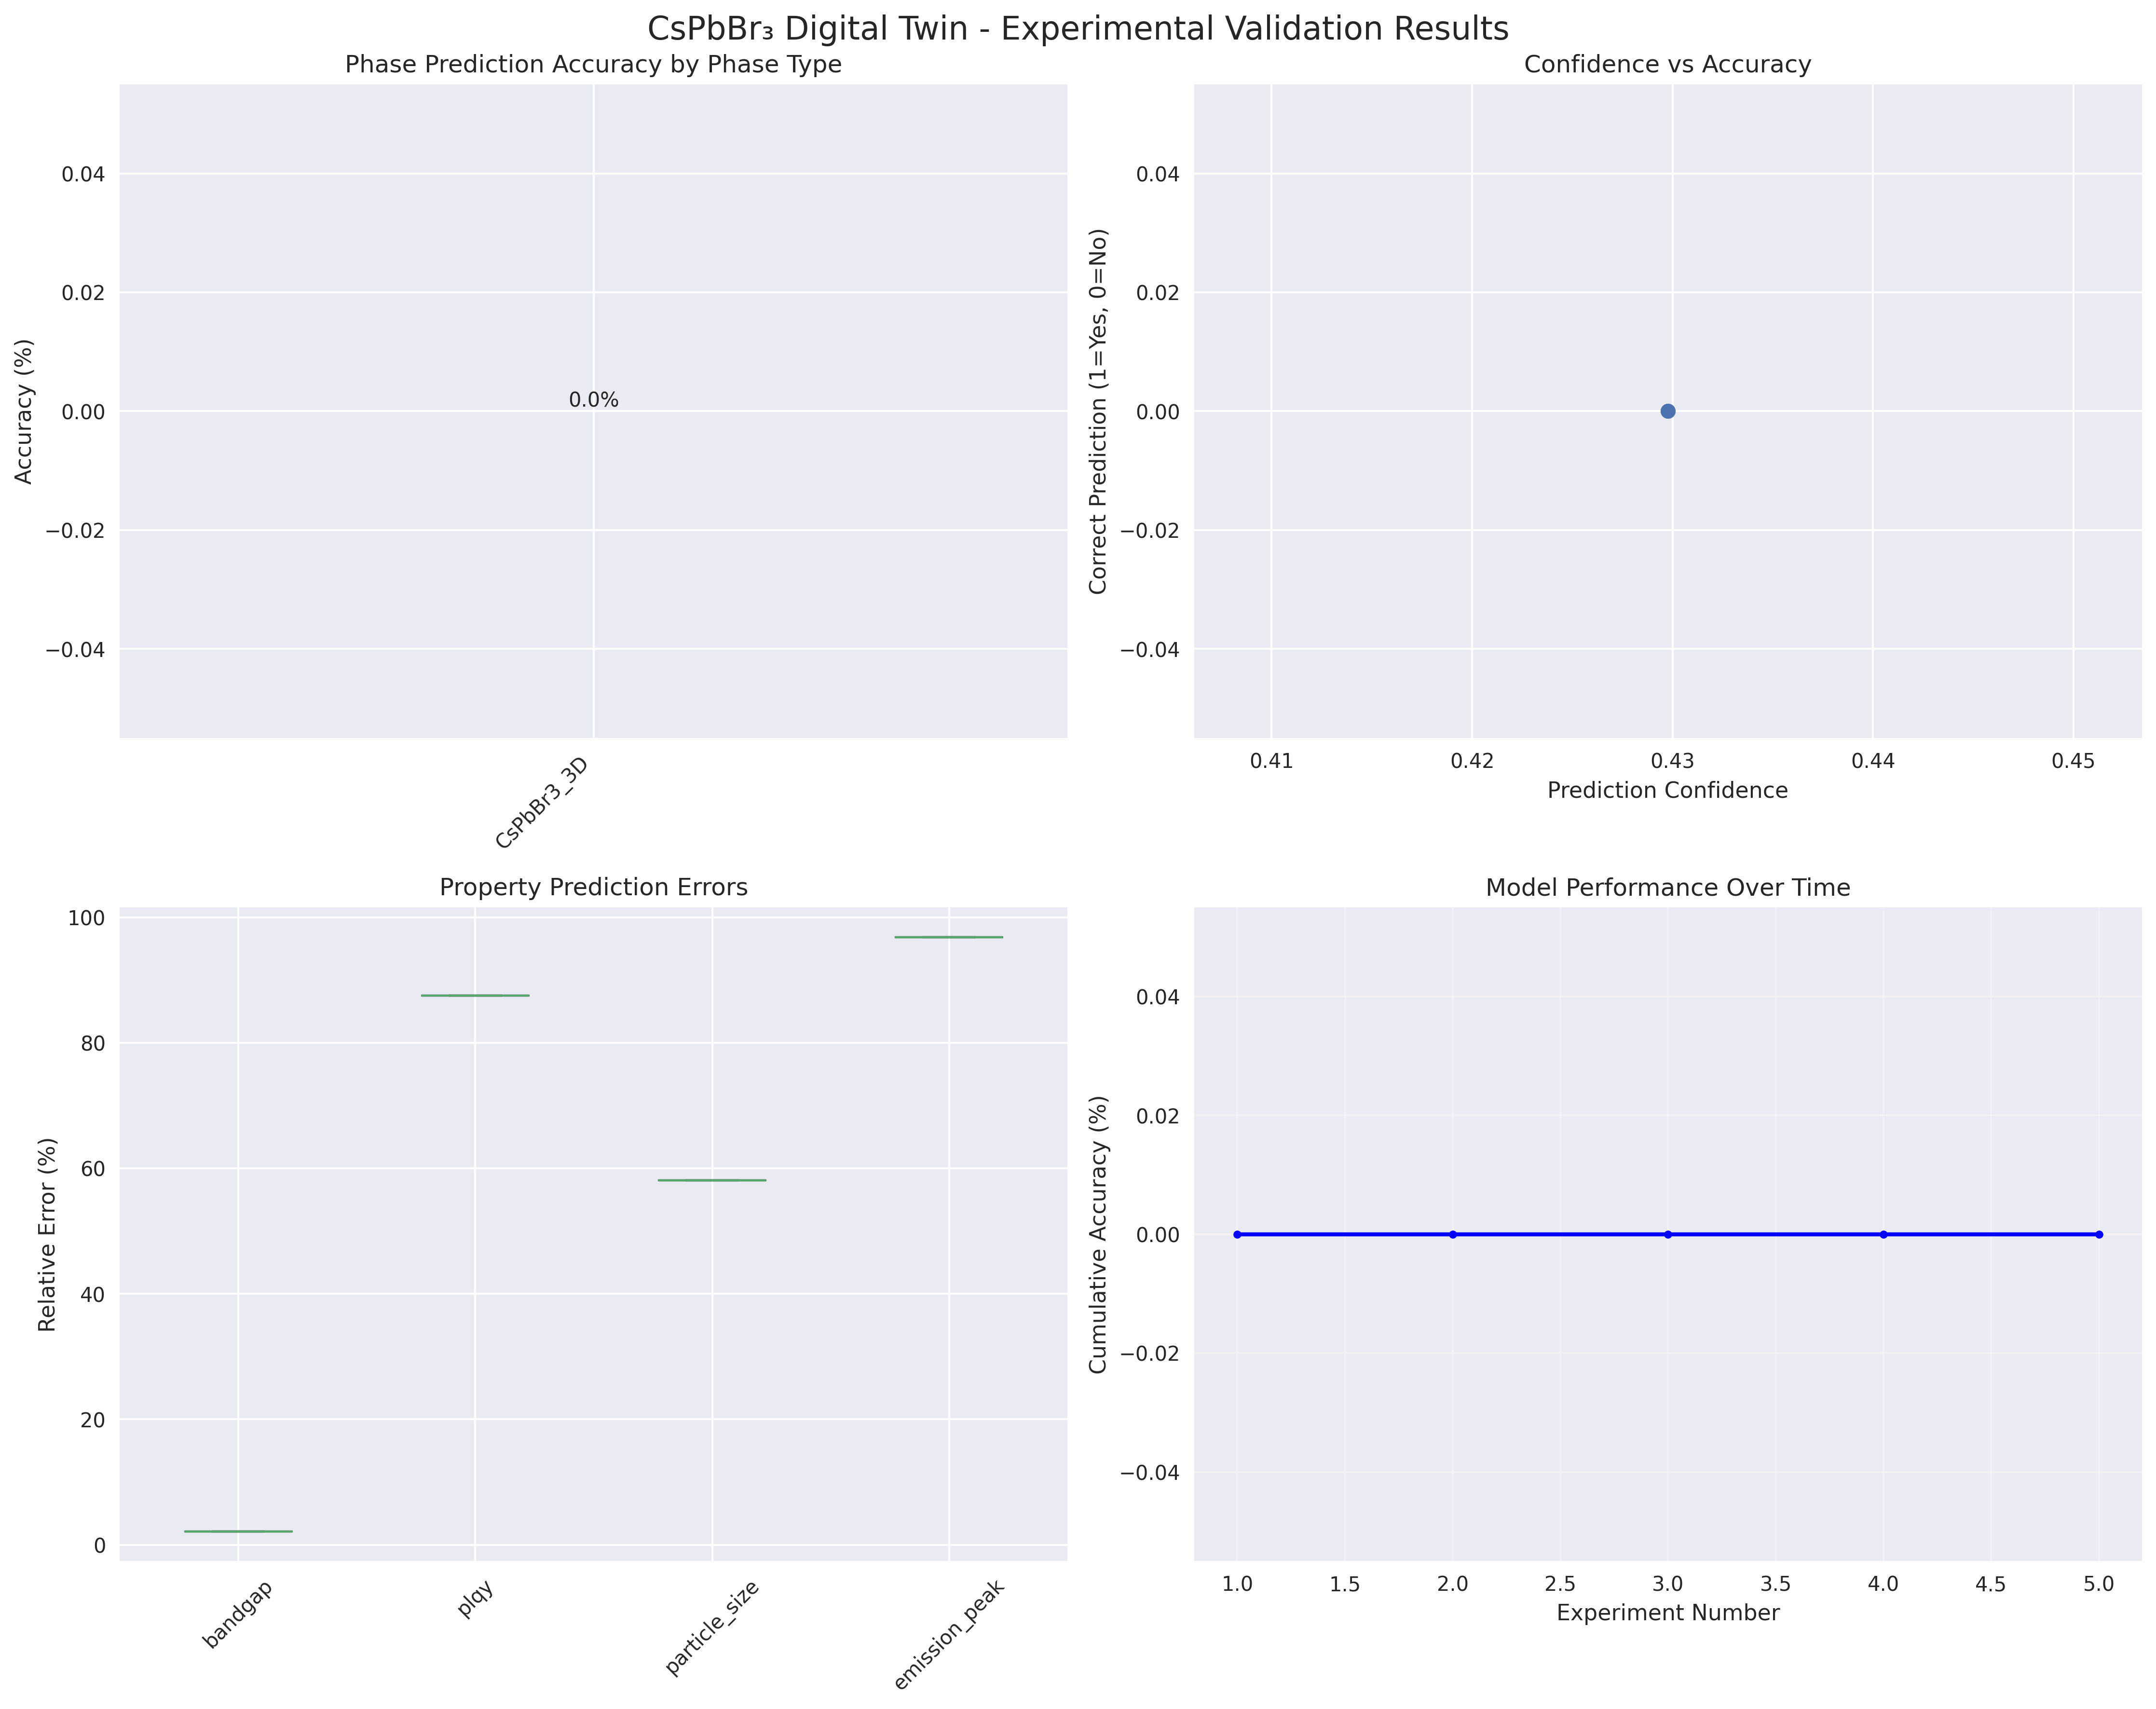 CsPbBr₃ Digital Twin - Experimental Validation Results
Phase Prediction Accuracy by Phase Type
Accuracy (%)
0.04
0.02
0.00
−0.02
−0.04
0.0%
CsPbBr3_3D
Confidence vs Accuracy
Correct Prediction (1=Yes, 0=No)
0.04
0.02
0.00
−0.02
−0.04
0.41 0.42 0.43 0.44 0.45
Prediction Confidence
Property Prediction Errors
Relative Error (%)
100
80
60
40
20
0
bandgap plqy particle_size emission_peak
Model Performance Over Time
Cumulative Accuracy (%)
0.04
0.02
0.00
−0.02
−0.04
1.0 1.5 2.0 2.5 3.0 3.5 4.0 4.5 5.0
Experiment Number